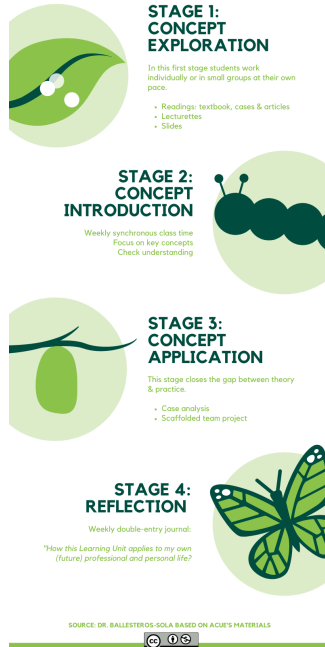 STAGE 1:
CONCEPT
EXPLORATION
In this first stage students work
individually or in small groups at their own
pace.
• Readings: textbook, cases & articles
• Lecturettes
• Slides
STAGE 2:
CONCEPT
INTRODUCTION
Weekly synchronous class time
Focus on key concepts
Check understanding
STAGE 3:
CONCEPT
APPLICATION
This stage closes the gap between theory
& practice.
• Case analysis
• Scaffolded team project
STAGE 4:
REFLECTION
Weekly double-entry journal:
"How this Learning Unit applies to my own
(future) professional and personal life?
SOURCE: DR. BALLESTEROS-SOLA BASED ON ACUE'S MATERIALS
cc